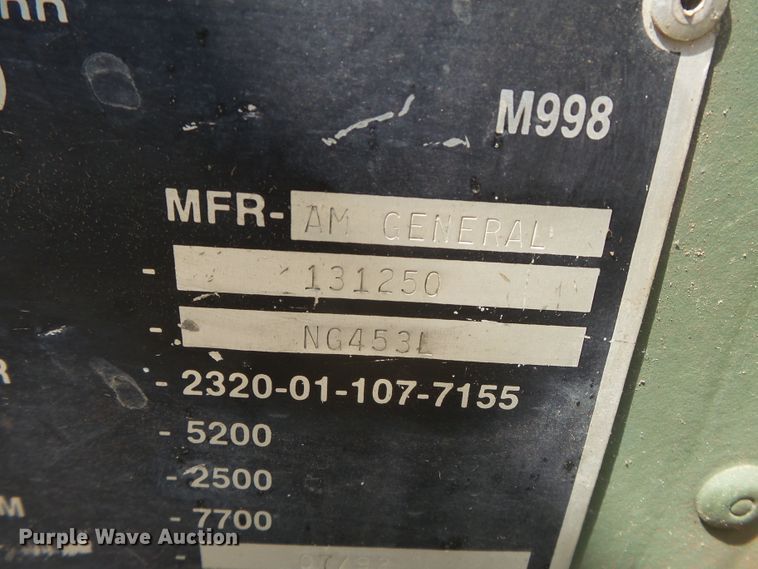 M998
MFR- AM GENERAL
- 131250
- NG453L
R - 2320-01-107-7155
- 5200
- 2500
M - 7700
-
Purple Wave Auction